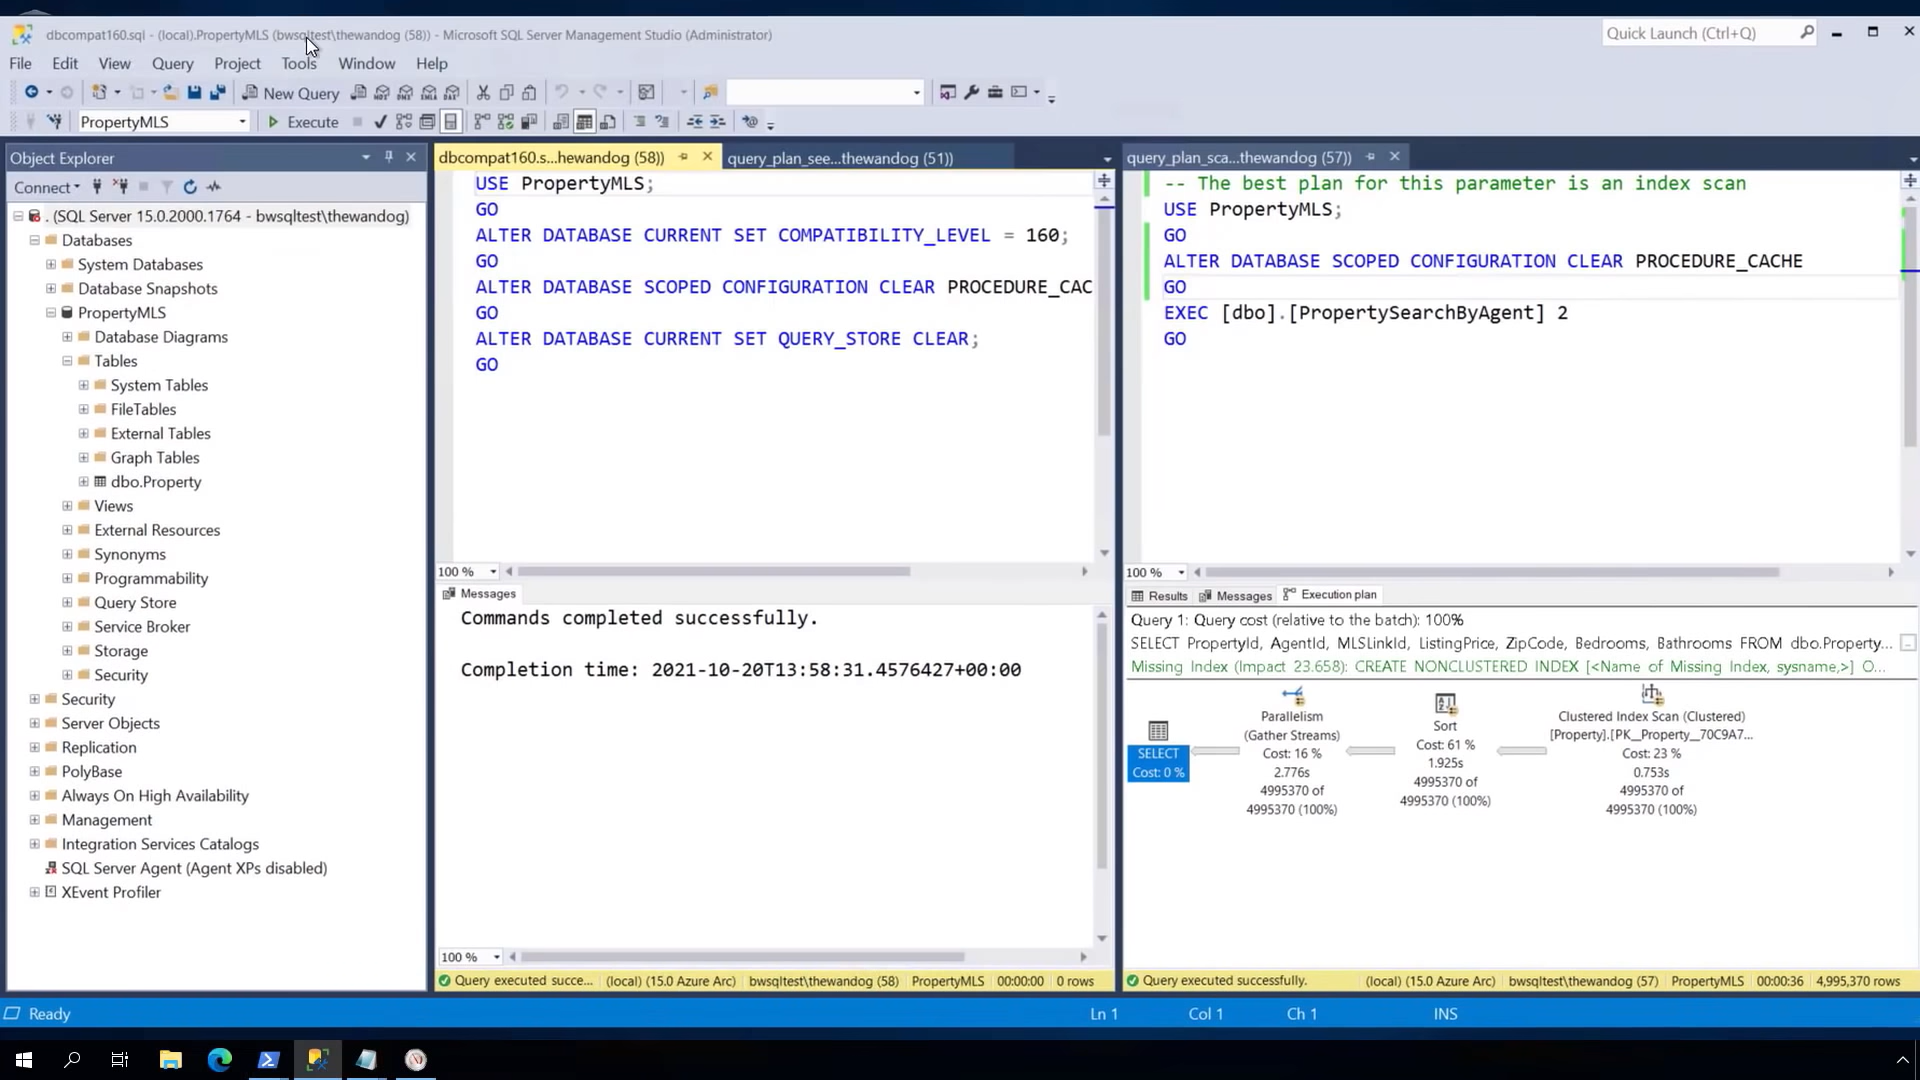 dbcompat160.sql - (local).PropertyMLS (bwsqltest\thewandog (58)) - Microsoft SQL Server Management Studio (Administrator)
Quick Launch (Ctrl+Q)
File Edit View Query Project Tools Window Help
New Query
PropertyMLS
Execute
Object Explorer
Connect
. (SQL Server 15.0.2000.1764 - bwsqltest\thewandog)
Databases
System Databases
Database Snapshots
PropertyMLS
Database Diagrams
Tables
System Tables
FileTables
External Tables
Graph Tables
dbo.Property
Views
External Resources
Synonyms
Programmability
Query Store
Service Broker
Storage
Security
Security
Server Objects
Replication
PolyBase
Always On High Availability
Management
Integration Services Catalogs
SQL Server Agent (Agent XPs disabled)
XEvent Profiler
dbcompat160.s...hewandog (58))
query_plan_see...thewandog (51))
USE PropertyMLS;
GO
ALTER DATABASE CURRENT SET COMPATIBILITY_LEVEL = 160;
GO
ALTER DATABASE SCOPED CONFIGURATION CLEAR PROCEDURE_CAC
GO
ALTER DATABASE CURRENT SET QUERY_STORE CLEAR;
GO
100 %
Messages
Commands completed successfully.
Completion time: 2021-10-20T13:58:31.4576427+00:00
100 %
Query executed succe... (local) (15.0 Azure Arc) bwsqltest\thewandog (58) PropertyMLS 00:00:00 0 rows
query_plan_sca...thewandog (57))
-- The best plan for this parameter is an index scan
USE PropertyMLS;
GO
ALTER DATABASE SCOPED CONFIGURATION CLEAR PROCEDURE_CACHE
GO
EXEC [dbo].[PropertySearchByAgent] 2
GO
100 %
Results Messages Execution plan
Query 1: Query cost (relative to the batch): 100%
SELECT PropertyId, AgentId, MLSLinkId, ListingPrice, ZipCode, Bedrooms, Bathrooms FROM dbo.Property...
Missing Index (Impact 23.658): CREATE NONCLUSTERED INDEX [<Name of Missing Index, sysname,>] O...
SELECT
Cost: 0 %
Parallelism
(Gather Streams)
Cost: 16 %
2.776s
4995370 of
4995370 (100%)
Sort
Cost: 61 %
1.925s
4995370 of
4995370 (100%)
Clustered Index Scan (Clustered)
[Property].[PK__Property__70C9A7...
Cost: 23 %
0.753s
4995370 of
4995370 (100%)
Query executed successfully. (local) (15.0 Azure Arc) bwsqltest\thewandog (57) PropertyMLS 00:00:36 4,995,370 rows
Ready Ln 1 Col 1 Ch 1 INS